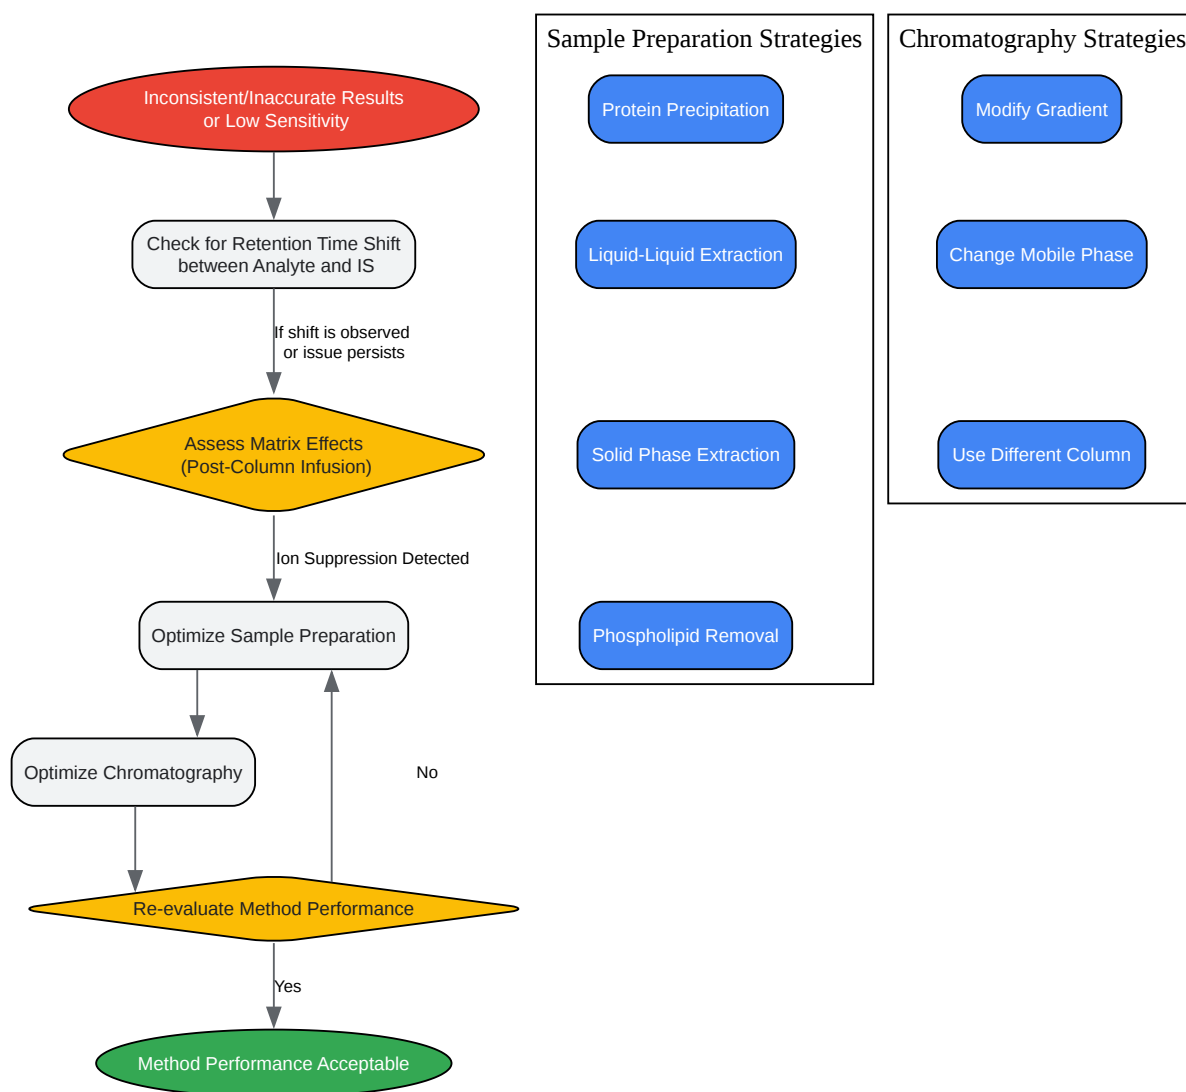 Inconsistent/Inaccurate Results
or Low Sensitivity
Check for Retention Time Shift
between Analyte and IS
If shift is observed
or issue persists
Assess Matrix Effects
(Post-Column Infusion)
Ion Suppression Detected
Optimize Sample Preparation
Optimize Chromatography
No
Re-evaluate Method Performance
Yes
Method Performance Acceptable
Sample Preparation Strategies
Protein Precipitation
Liquid-Liquid Extraction
Solid Phase Extraction
Phospholipid Removal
Chromatography Strategies
Modify Gradient
Change Mobile Phase
Use Different Column